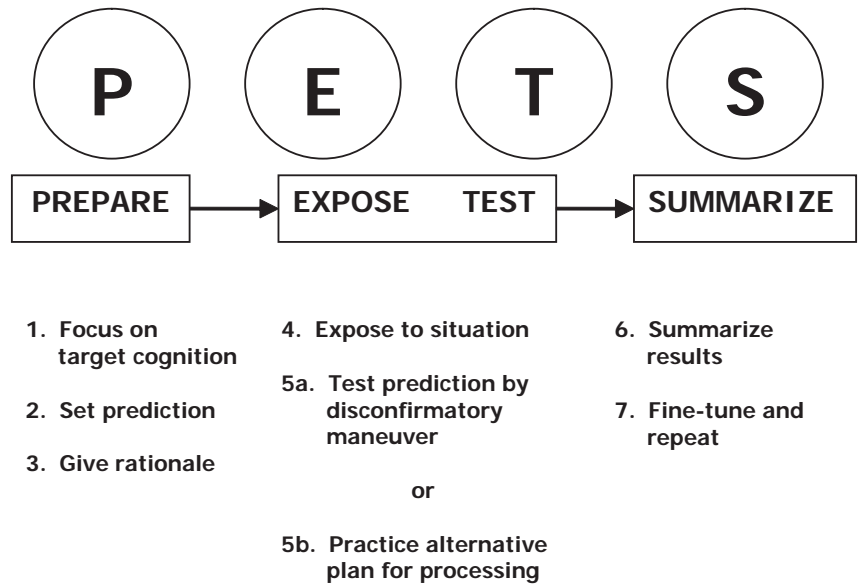 P E T S
PREPARE EXPOSE TEST SUMMARIZE
1. Focus on
target cognition
2. Set prediction
3. Give rationale
4. Expose to situation
5a. Test prediction by
disconfirmatory
maneuver
or
5b. Practice alternative
plan for processing
6. Summarize
results
7. Fine-tune and
repeat